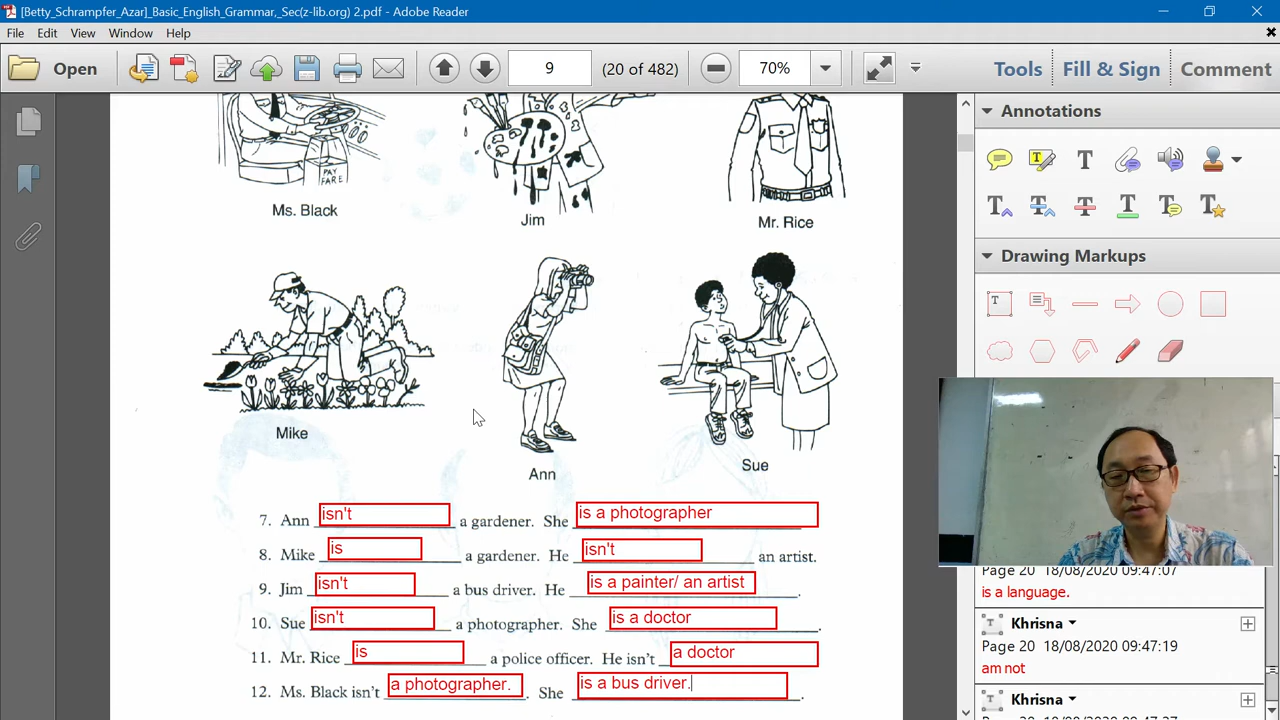 [Betty_Schrampfer_Azar]_Basic_English_Grammar,_Sec(z-lib.org) 2.pdf - Adobe Reader
File Edit View Window Help
Open 9 (20 of 482) 70% Tools Fill & Sign Comment
Annotations
PAY
FARE
Ms. Black
Jim
Mr. Rice
Drawing Markups
Mike
Ann
Sue
7. Ann isn't a gardener. She is a photographer
8. Mike is a gardener. He isn't an artist.
9. Jim isn't a bus driver. He is a painter/ an artist.
10. Sue isn't a photographer. She is a doctor.
11. Mr. Rice is a police officer. He isn't a doctor
12. Ms. Black isn't a photographer. . She is a bus driver. .
Page 20 18/08/2020 09:47:07
is a language.
Khrisna
Page 20 18/08/2020 09:47:19
am not
Khrisna